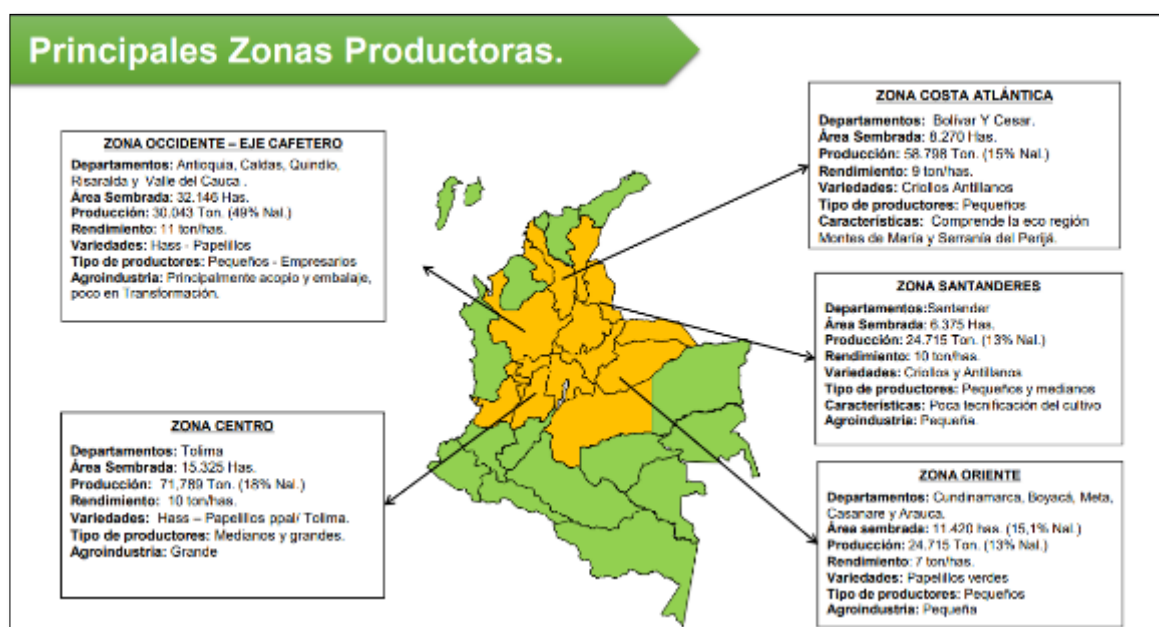 Principales Zonas Productoras.
ZONA OCCIDENTE – EJE CAFETERO
Departamentos: Antioquia, Caldas, Quindío,
Risaralda y Valle del Cauca .
Área Sembrada: 32.146 Has.
Producción: 30.043 Ton. (49% Nal.)
Rendimiento: 11 ton/has.
Variedades: Hass - Papelillos
Tipo de productores: Pequeños - Empresarios
Agroindustria: Principalmente acopio y embalaje,
poco en Transformación.
ZONA CENTRO
Departamentos: Tolima
Área Sembrada: 15.325 Has.
Producción: 71,789 Ton. (18% Nal.)
Rendimiento: 10 ton/has.
Variedades: Hass – Papelillos ppal/ Tolima.
Tipo de productores: Medianos y grandes.
Agroindustria: Grande
ZONA COSTA ATLÁNTICA
Departamentos: Bolívar Y Cesar.
Área Sembrada: 8.270 Has.
Producción: 58.798 Ton. (15% Nal.)
Rendimiento: 9 ton/has.
Variedades: Criollos Antillanos
Tipo de productores: Pequeños
Características: Comprende la eco región
Montes de María y Serranía del Perijá.
ZONA SANTANDERES
Departamentos:Santander
Área Sembrada: 6.375 Has.
Producción: 24.715 Ton. (13% Nal.)
Rendimiento: 10 ton/has.
Variedades: Criollos y Antillanos
Tipo de productores: Pequeños y medianos
Características: Poca tecnificación del cultivo
Agroindustria: Pequeña.
ZONA ORIENTE
Departamentos: Cundinamarca, Boyacá, Meta,
Casanare y Arauca.
Área sembrada: 11.420 has. (15,1% Nal.)
Producción: 24.715 Ton. (13% Nal.)
Rendimiento: 7 ton/has.
Variedades: Papelillos verdes
Tipo de productores: Pequeños
Agroindustria: Pequeña